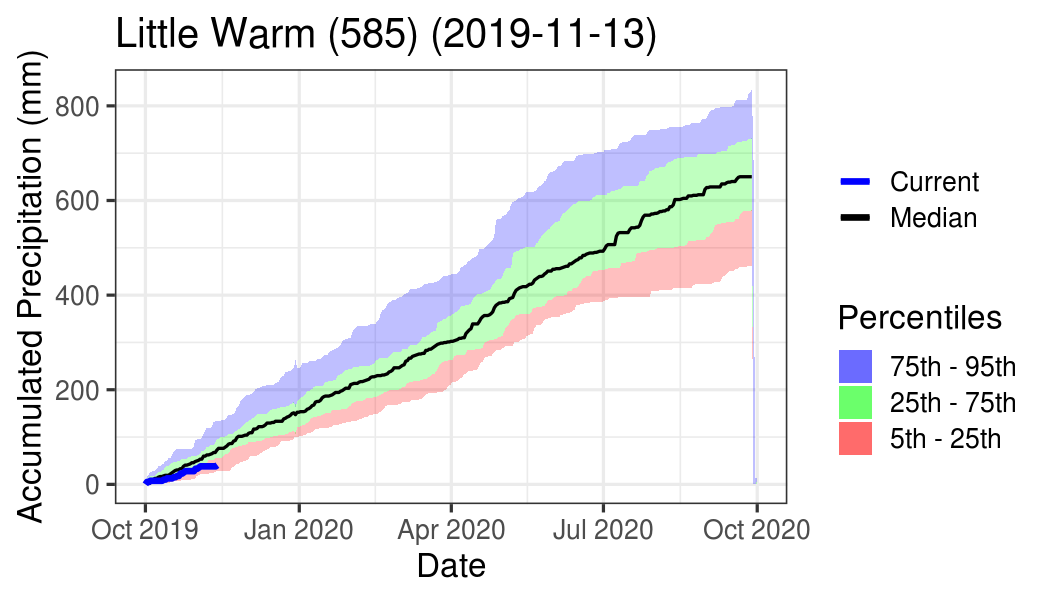 Little Warm (585) (2019-11-13)
Accumulated Precipitation (mm)
800
600
400
200
0
Oct 2019
Jan 2020
Apr 2020
Jul 2020
Oct 2020
Date
Current
Median
Percentiles
75th - 95th
25th - 75th
5th - 25th